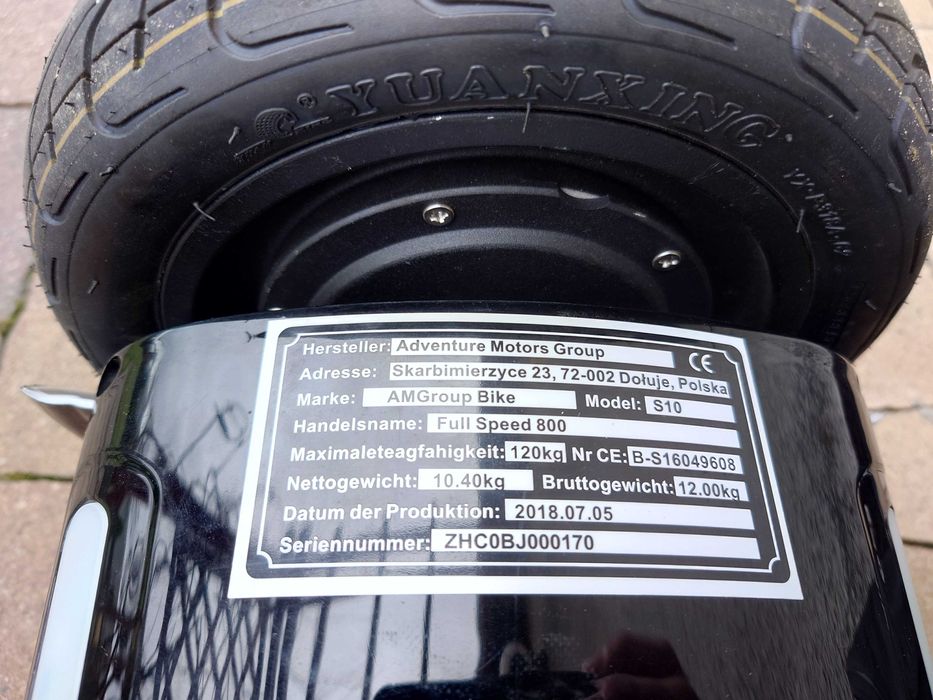 YUANXING
Hersteller: Adventure Motors Group CE
Adresse: Skarbimierzyce 23, 72-002 Dołuje, Polska
Marke: AMGroup Bike Model: S10
Handelsname: Full Speed 800
Maximaleteagfahigkeit: 120kg Nr CE: B-S16049608
Nettogewicht: 10.40kg Bruttogewicht: 12.00kg
Datum der Produktion: 2018.07.05
Seriennummer: ZHC0BJ000170